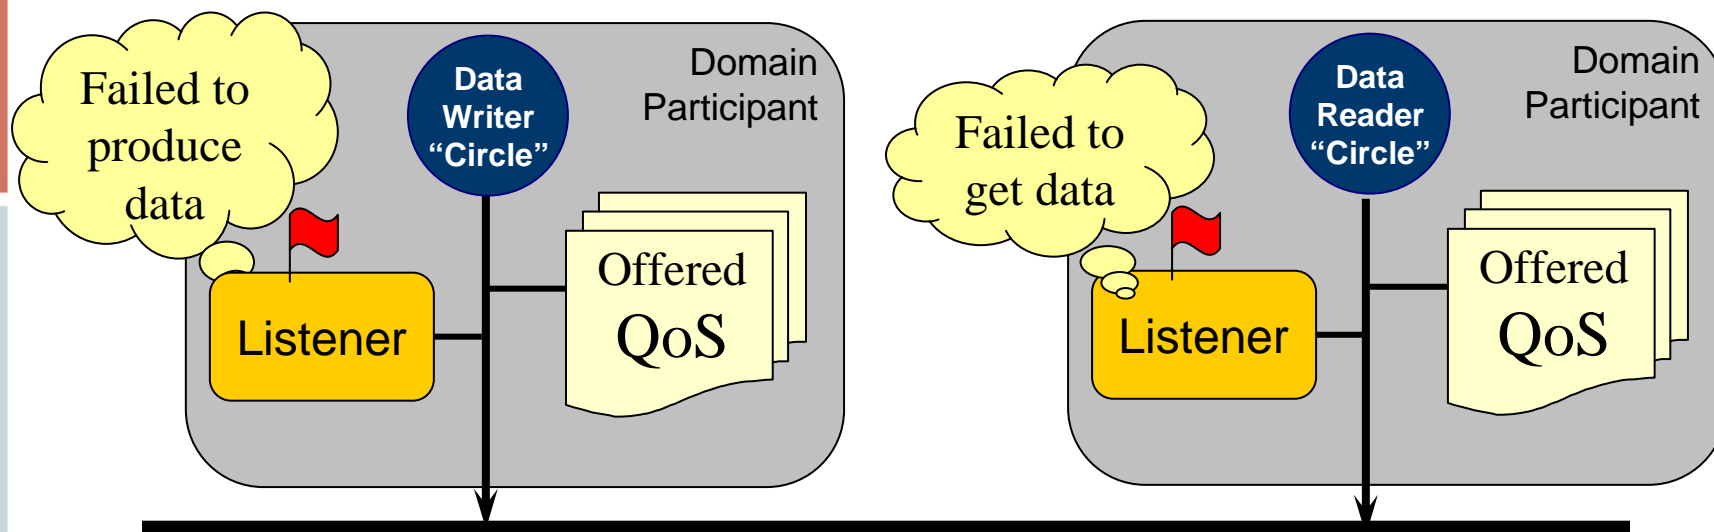 Failed to
produce
data
Data
Writer
“Circle”
Domain
Participant
Listener
Offered
QoS
Failed to
get data
Data
Reader
“Circle”
Domain
Participant
Listener
Offered
QoS